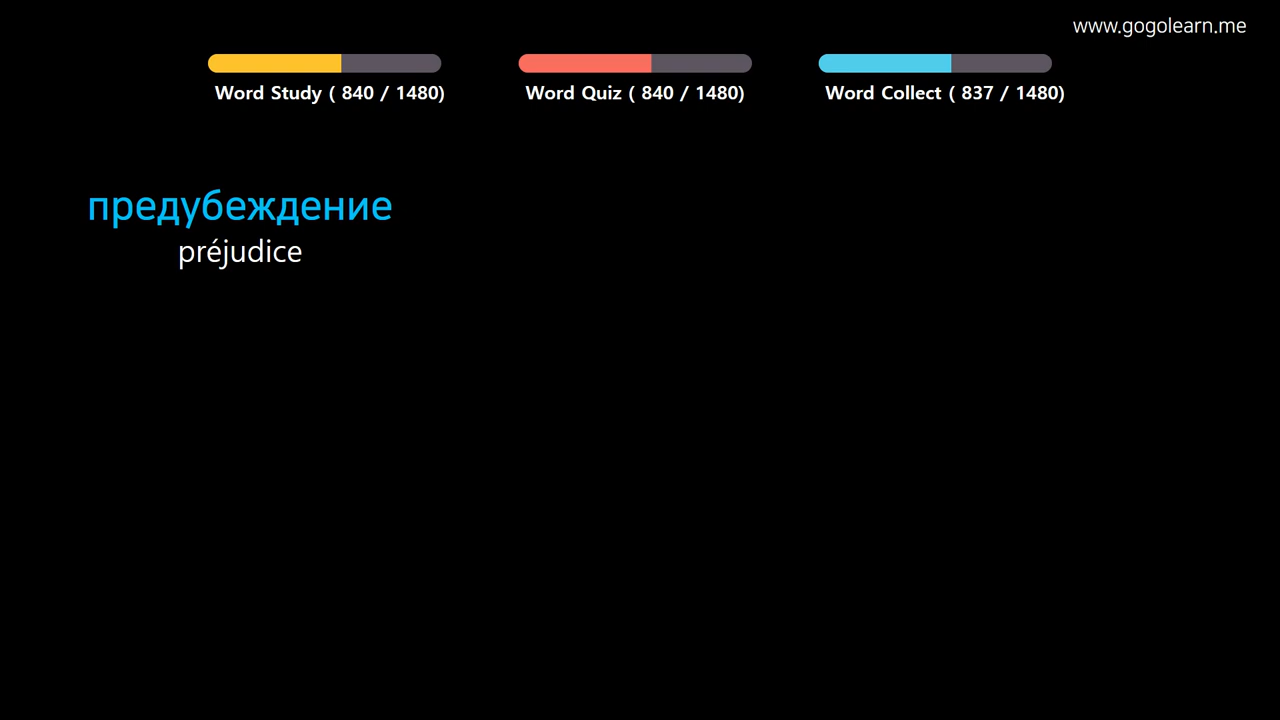 www.gogolearn.me
Word Study ( 840 / 1480)
Word Quiz ( 840 / 1480)
Word Collect ( 837 / 1480)
предубеждение
préjudice